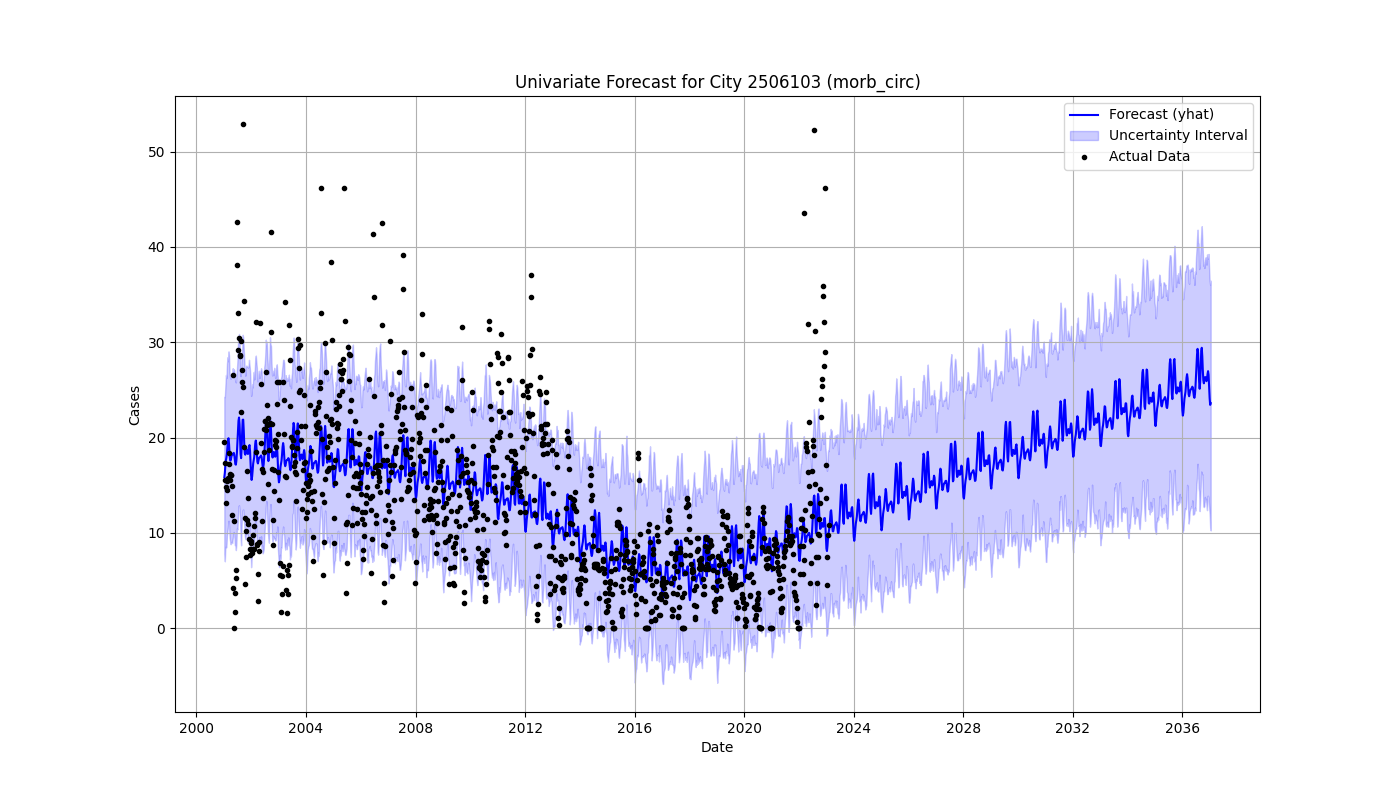 Univariate Forecast for City 2506103 (morb_circ)
Forecast (yhat)
Uncertainty Interval
Actual Data
Cases
50
40
30
20
10
0
2000 2004 2008 2012 2016 2020 2024 2028 2032 2036
Date